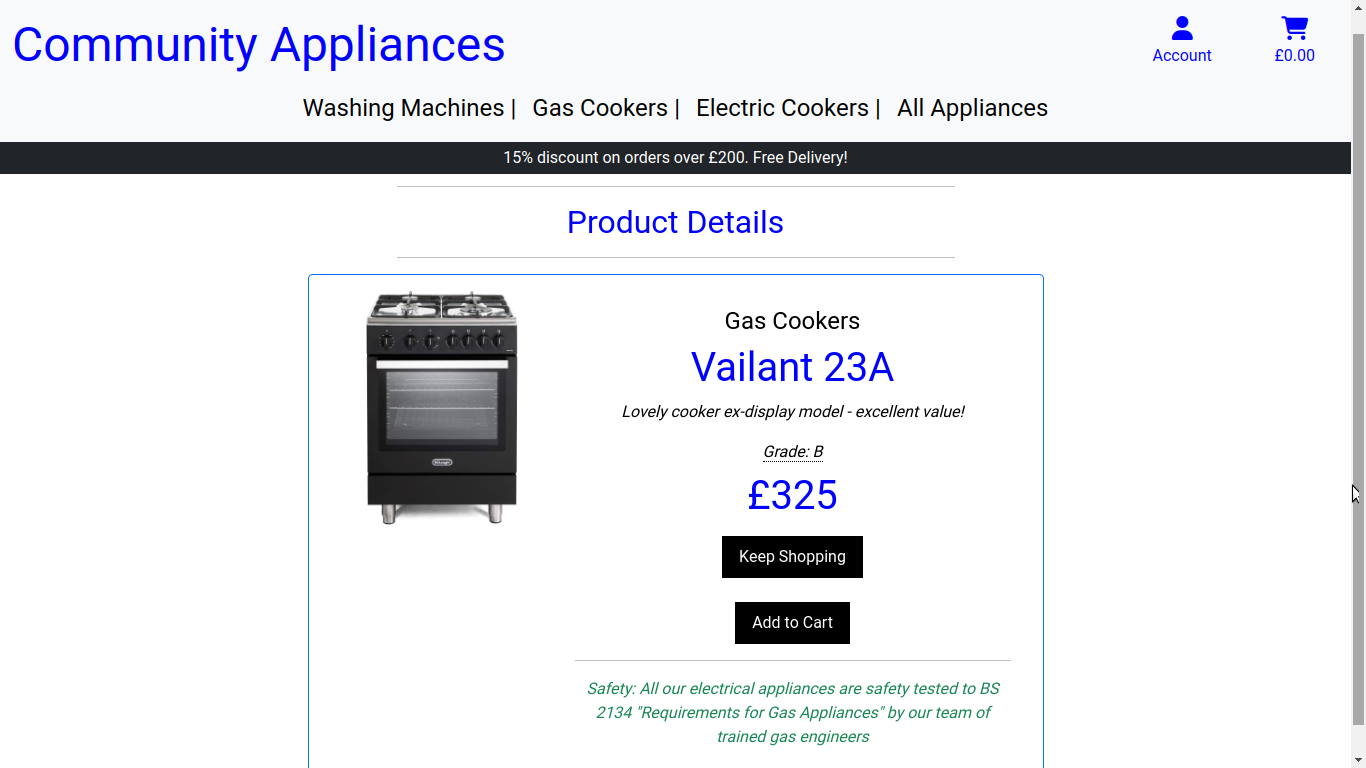 Community Appliances
Account
£0.00
Washing Machines | Gas Cookers | Electric Cookers | All Appliances
15% discount on orders over £200. Free Delivery!
Product Details
Gas Cookers
Vailant 23A
Lovely cooker ex-display model - excellent value!
Grade: B
£325
Keep Shopping
Add to Cart
Safety: All our electrical appliances are safety tested to BS
2134 "Requirements for Gas Appliances" by our team of
trained gas engineers